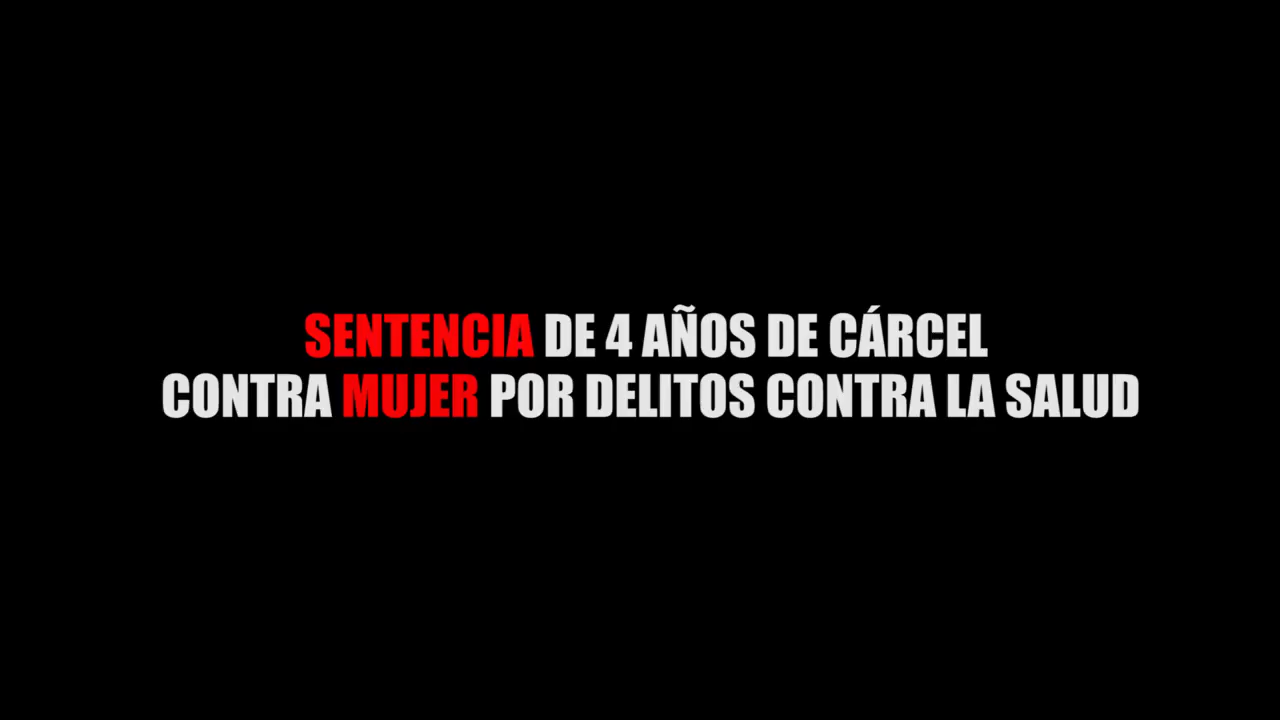 SENTENCIA DE 4 AÑOS DE CÁRCEL
CONTRA MUJER POR DELITOS CONTRA LA SALUD